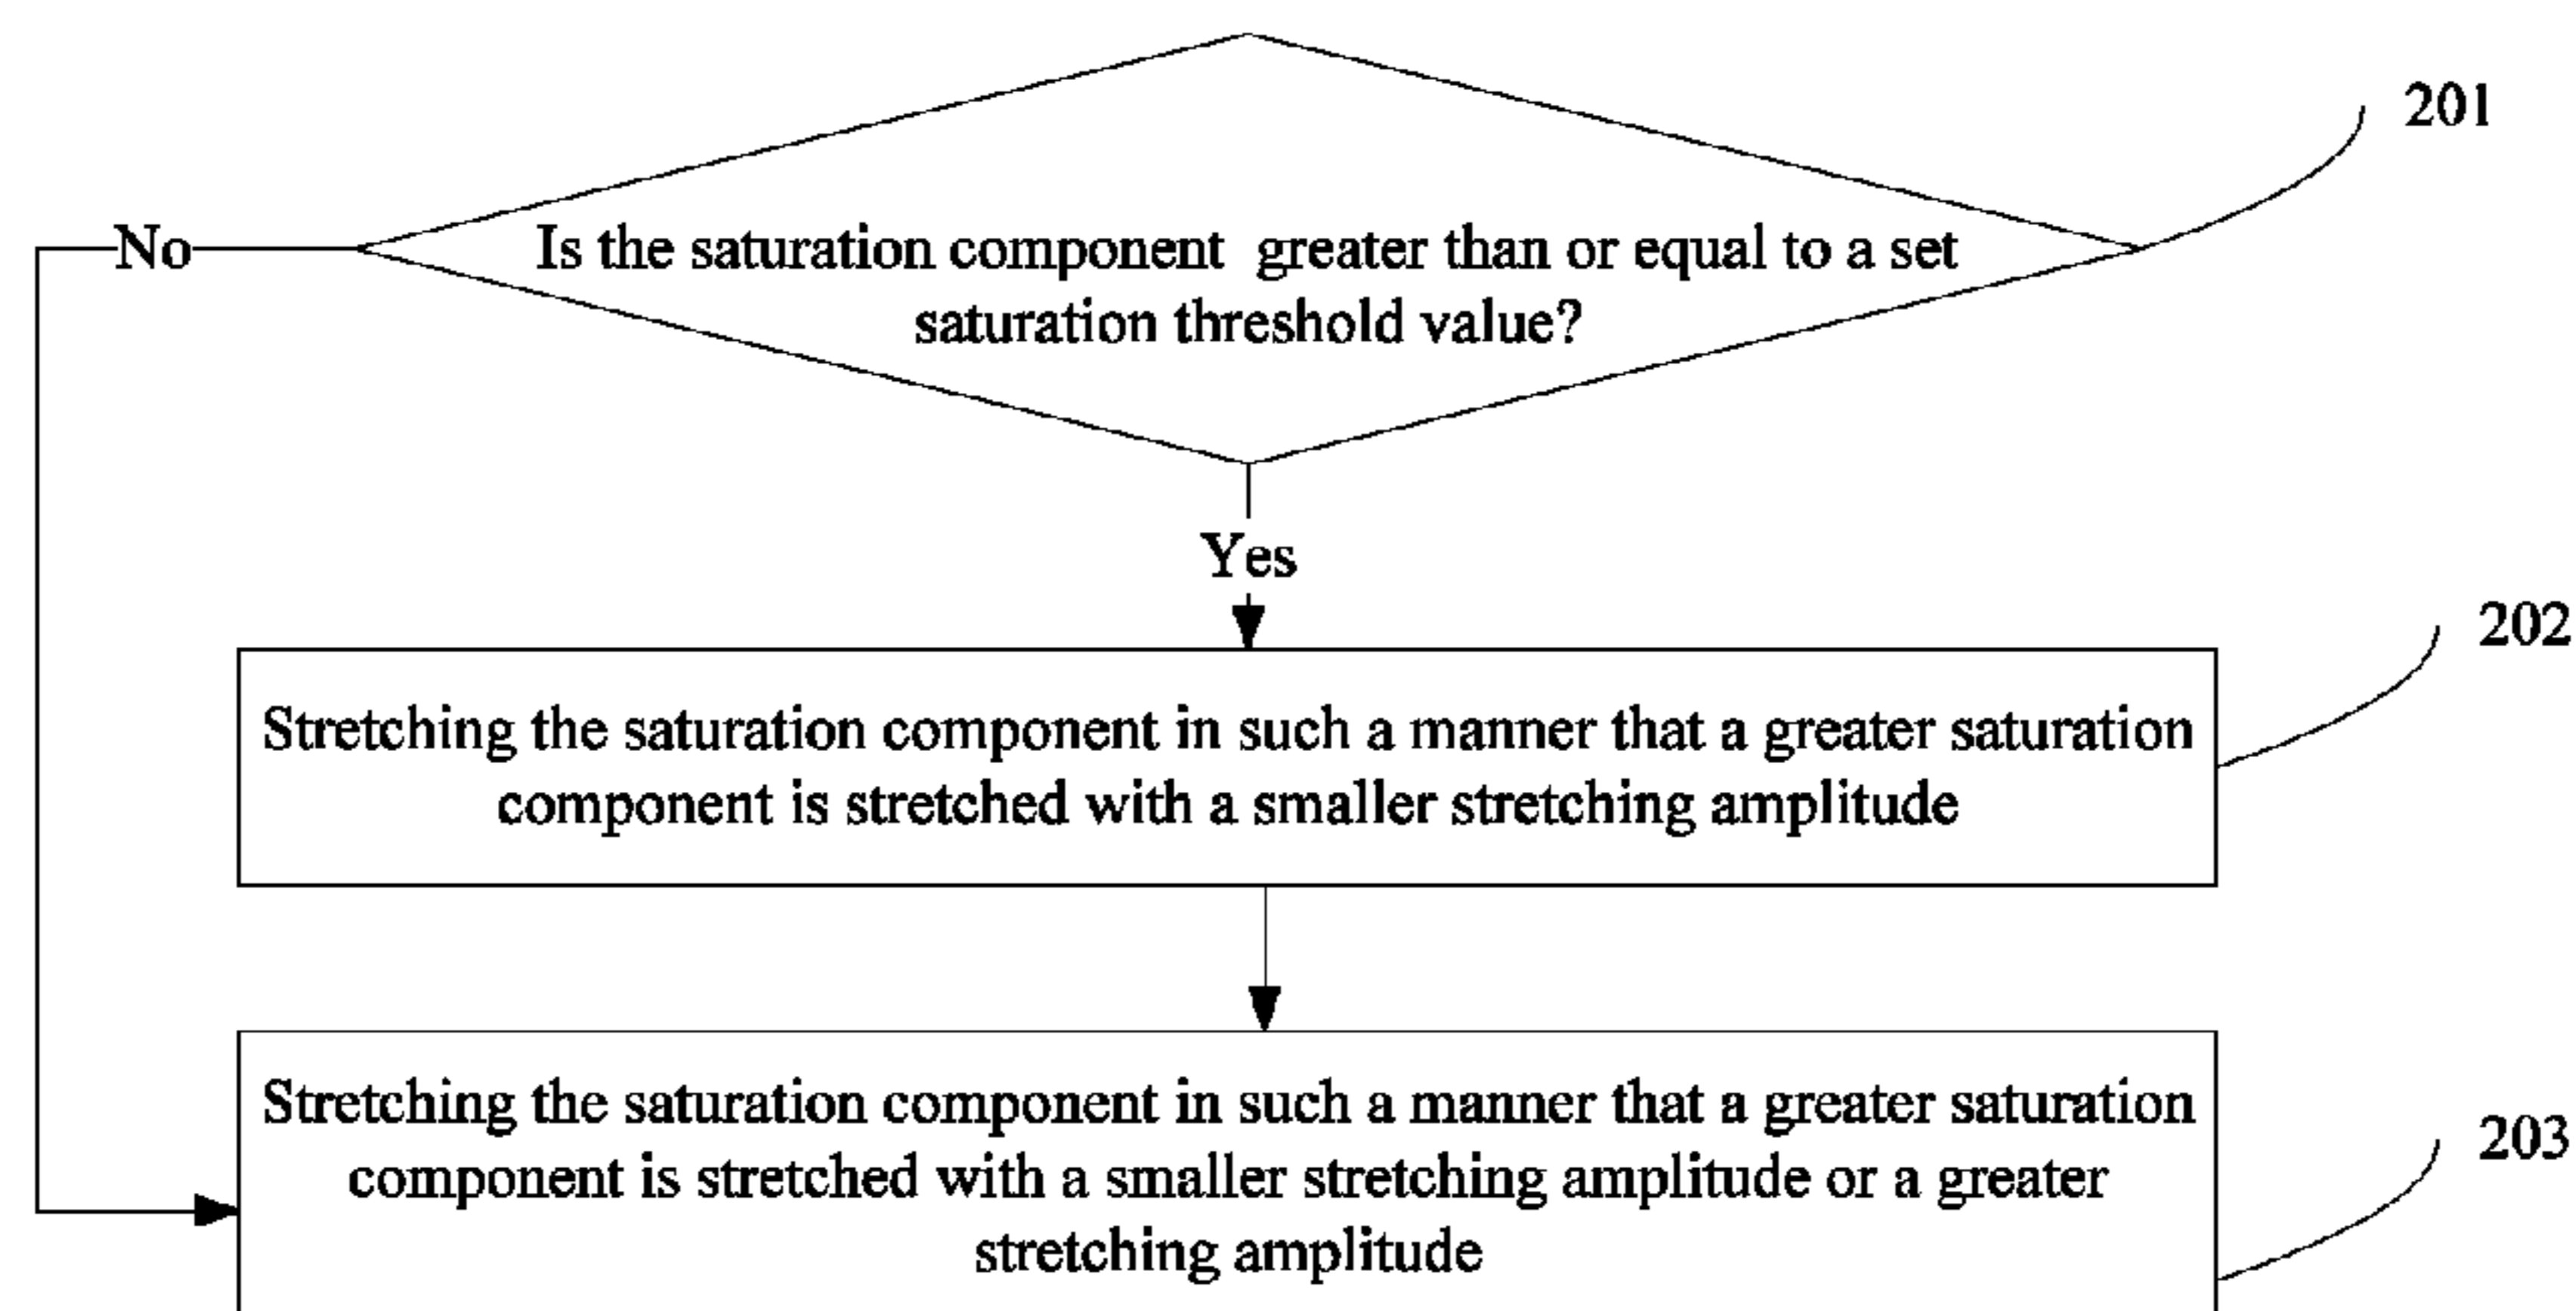 201
No
Is the saturation component greater than or equal to a set
saturation threshold value?
Yes
202
Stretching the saturation component in such a manner that a greater saturation
component is stretched with a smaller stretching amplitude
203
Stretching the saturation component in such a manner that a greater saturation
component is stretched with a smaller stretching amplitude or a greater
stretching amplitude